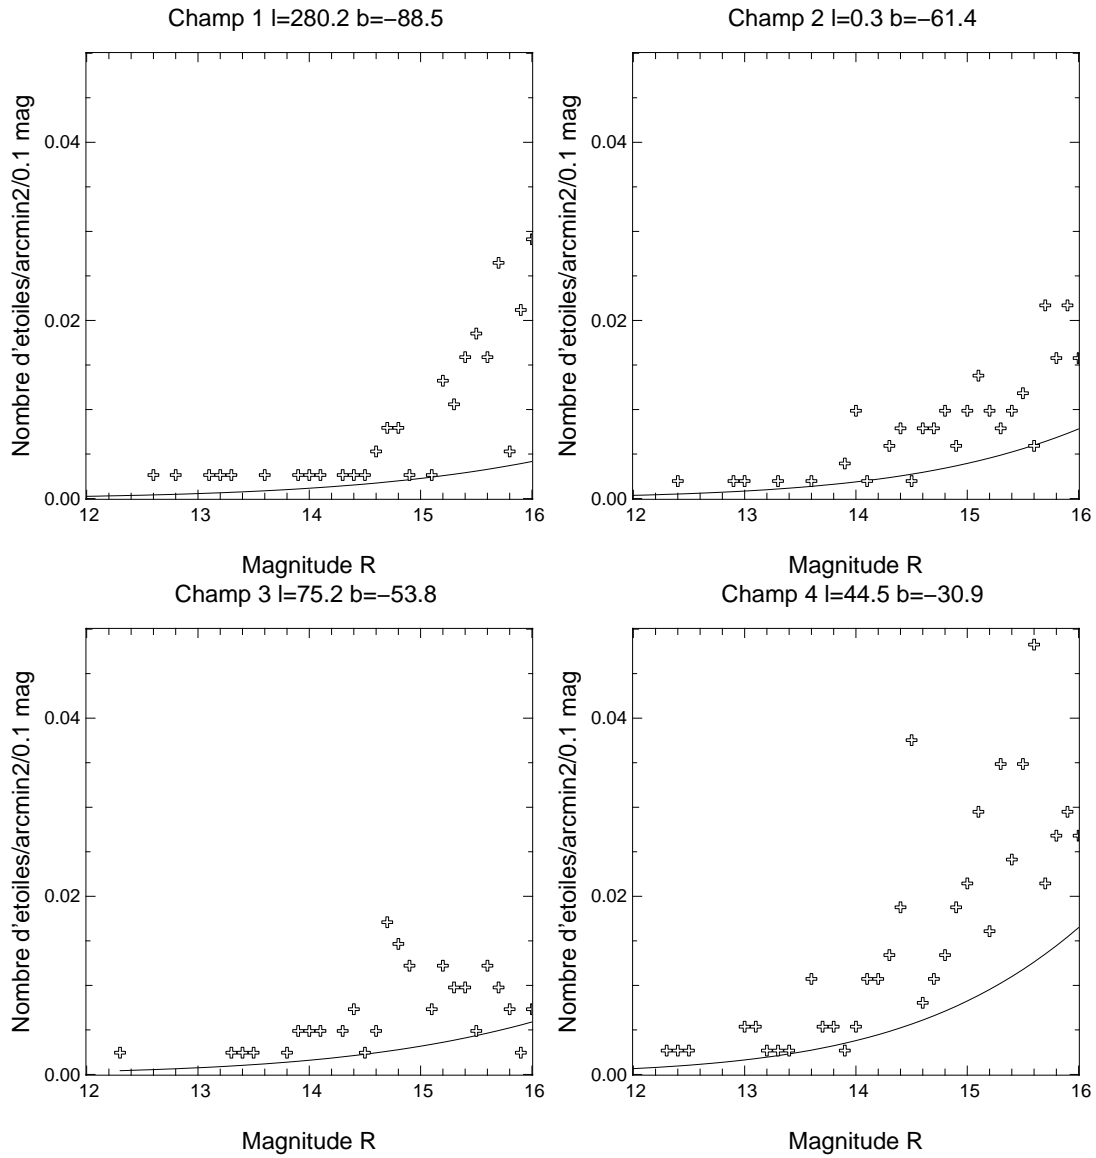 Champ 1 l=280.2 b=−88.5
Nombre d'etoiles/arcmin2/0.1 mag
0.04
0.02
0.00
12 13 14 15 16
Magnitude R
Champ 2 l=0.3 b=−61.4
Nombre d'etoiles/arcmin2/0.1 mag
0.04
0.02
0.00
12 13 14 15 16
Magnitude R
Champ 3 l=75.2 b=−53.8
Nombre d'etoiles/arcmin2/0.1 mag
0.04
0.02
0.00
12 13 14 15 16
Magnitude R
Champ 4 l=44.5 b=−30.9
Nombre d'etoiles/arcmin2/0.1 mag
0.04
0.02
0.00
12 13 14 15 16
Magnitude R